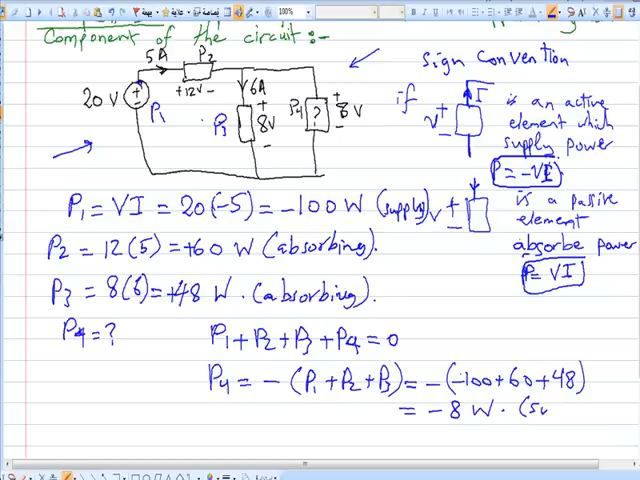 100%
Component of the circuit:-
Sign Convention
5A
P2
+12V-
20 V
+
-
P1
6A
P3
+
8V
-
P4
?
+
8V
-
if
V
+
-
I
is an active
element which
supply power
P=-VI
V
+
-
is a passive
element
absorbe power
P=VI
P1 = VI = 20(-5) = -100 W (supply)
P2 = 12(5) = +60 W (absorbing).
P3 = 8(6) = +48 W. (absorbing).
P4 = ?
P1 + P2 + P3 + P4 = 0
P4 = - (P1 + P2 + P3) = -(-100+60+48)
= -8 W. (su